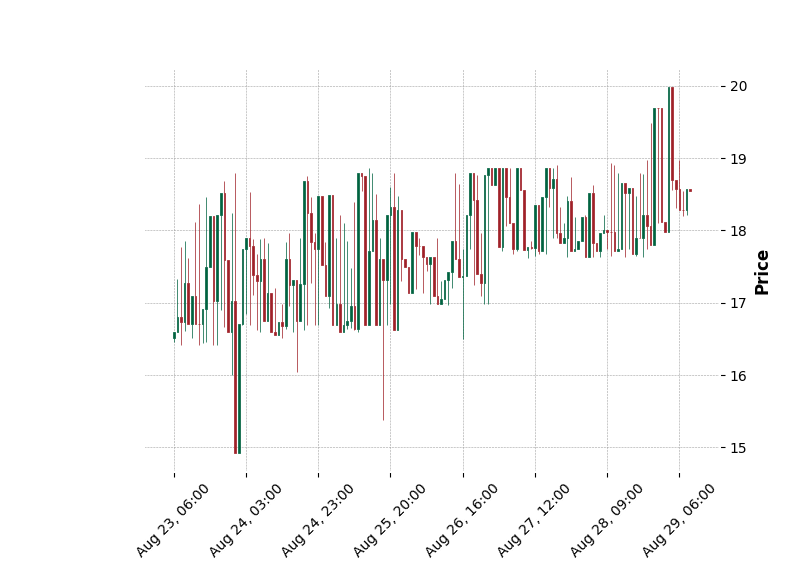 20
19
18
17
16
15
Price
Aug 23, 06:00
Aug 24, 03:00
Aug 24, 23:00
Aug 25, 20:00
Aug 26, 16:00
Aug 27, 12:00
Aug 28, 09:00
Aug 29, 06:00